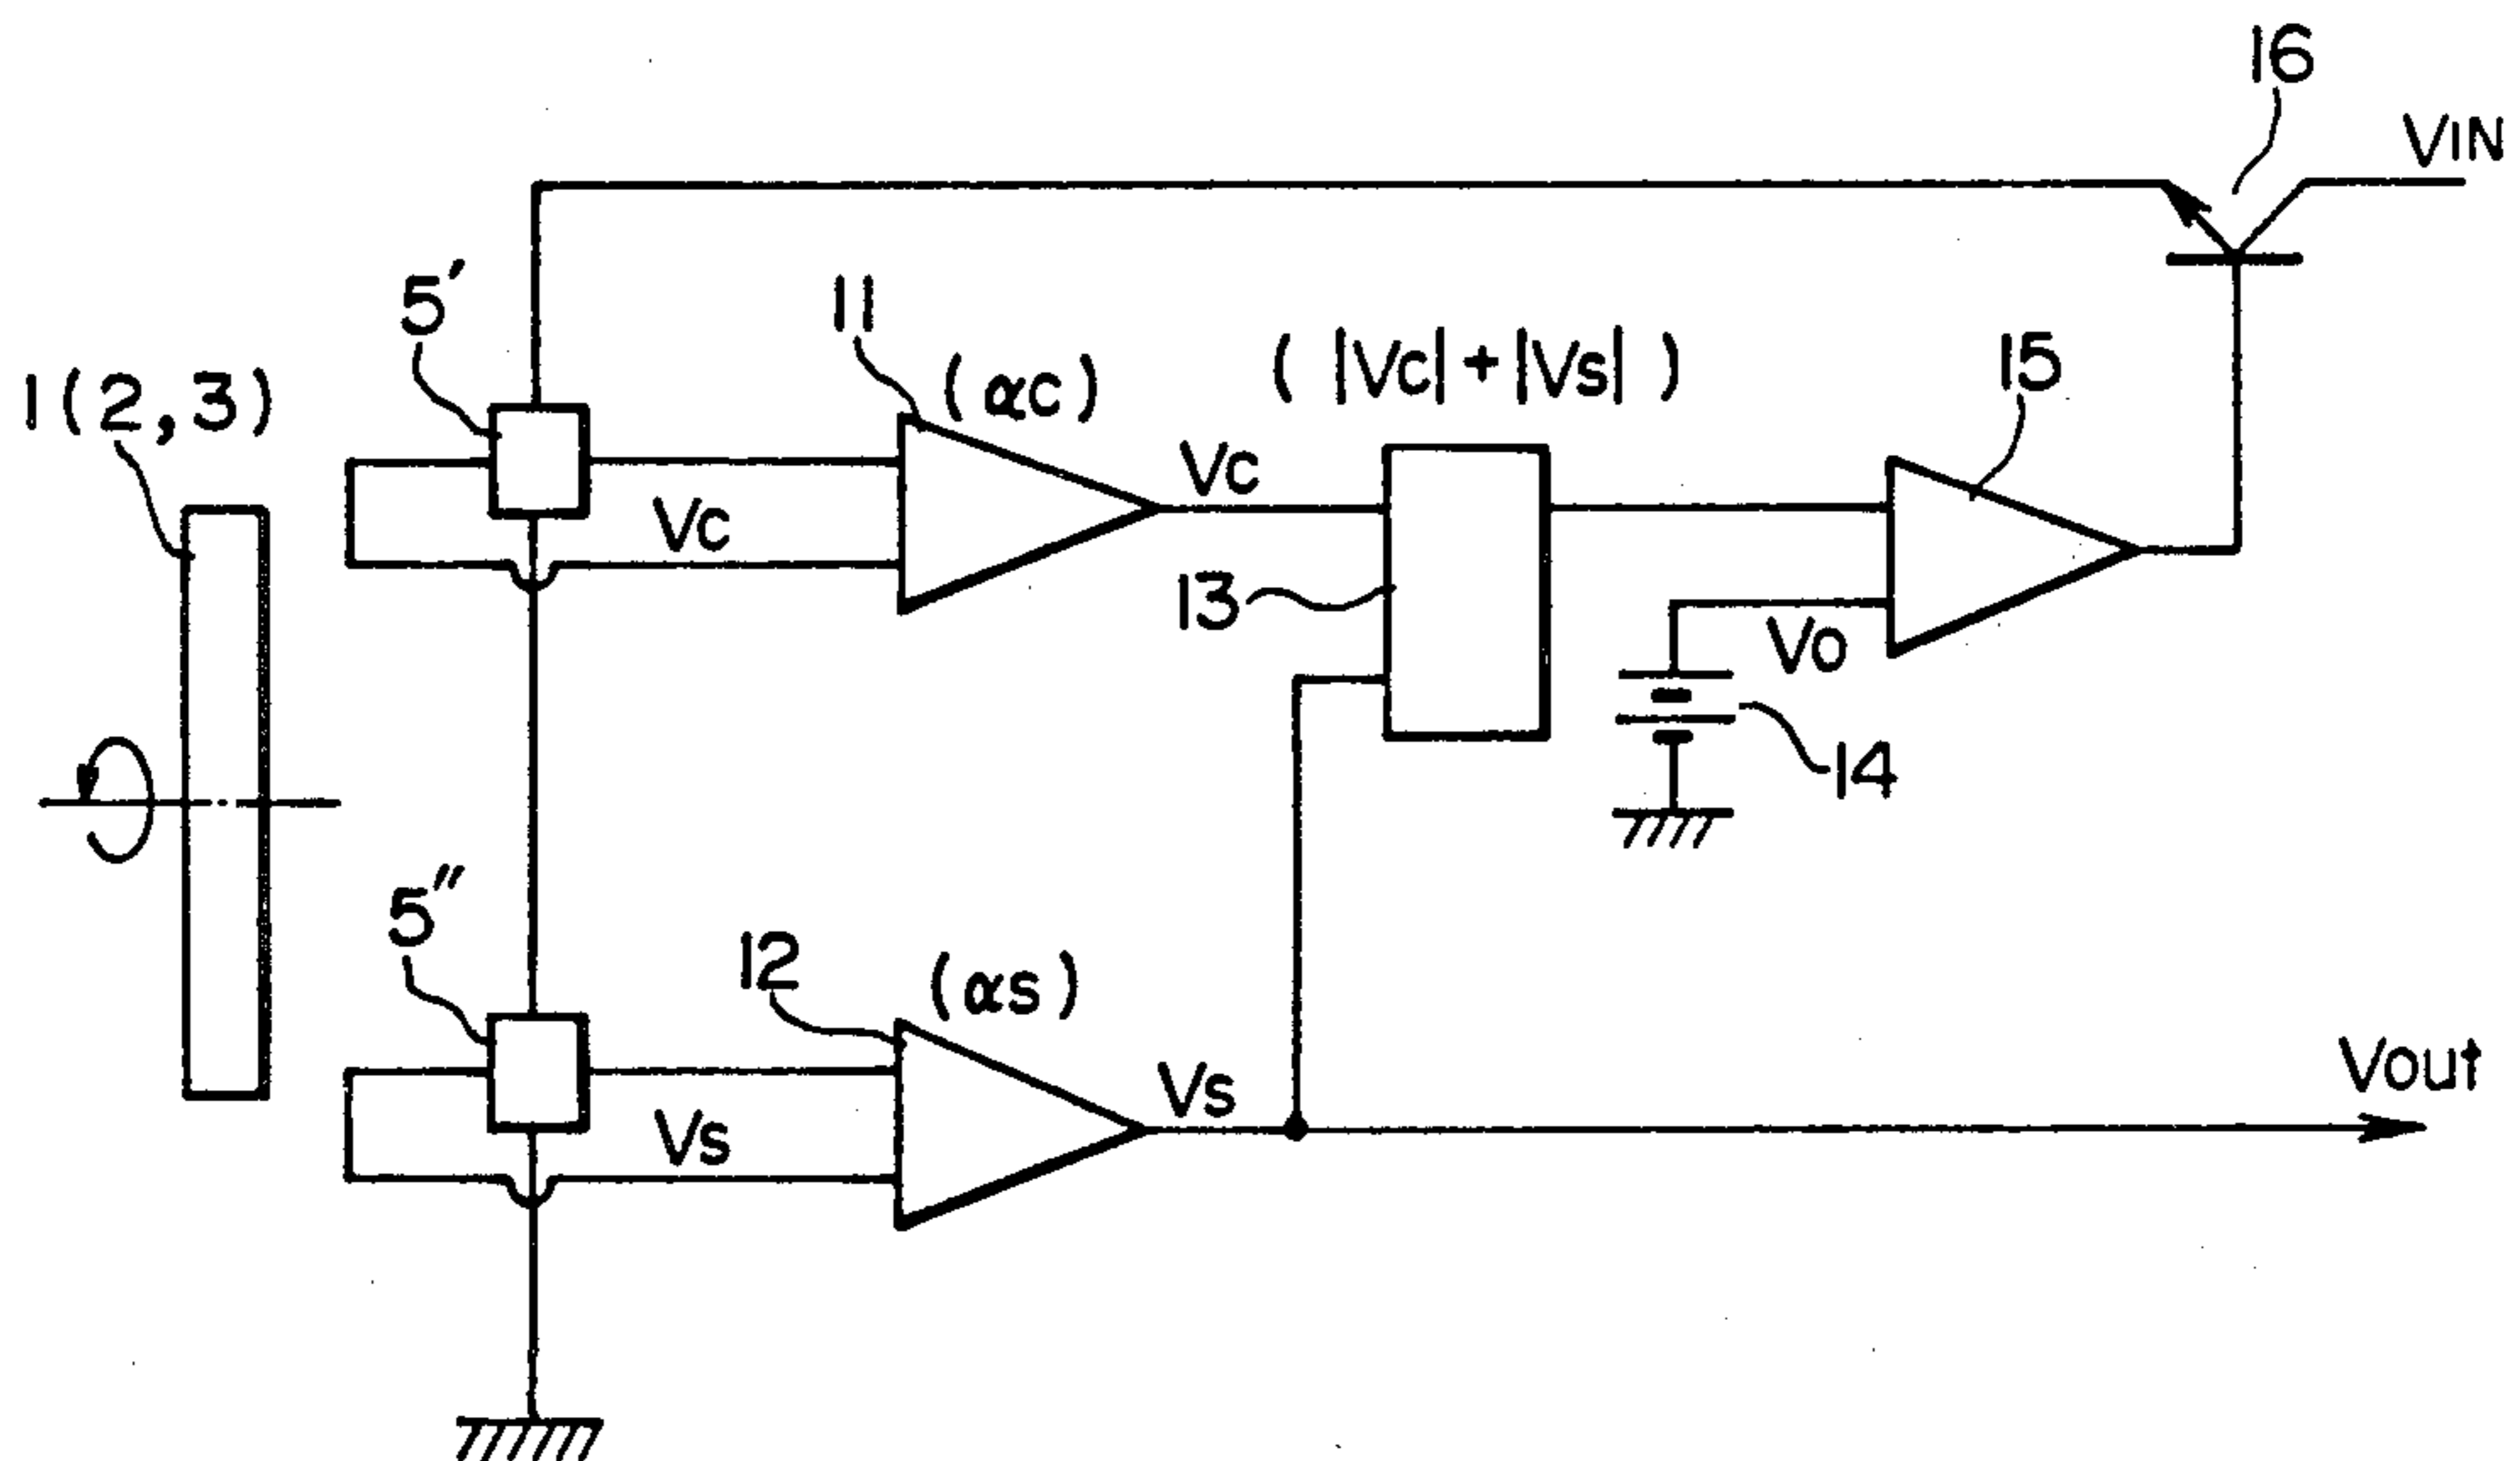 16
VIN
5′
11
(αc)
(|Vc|+|Vs|)
15
1(2,3)
Vc
Vc
13
Vo
14
5″
12
(αs)
Vs
Vs
Vout